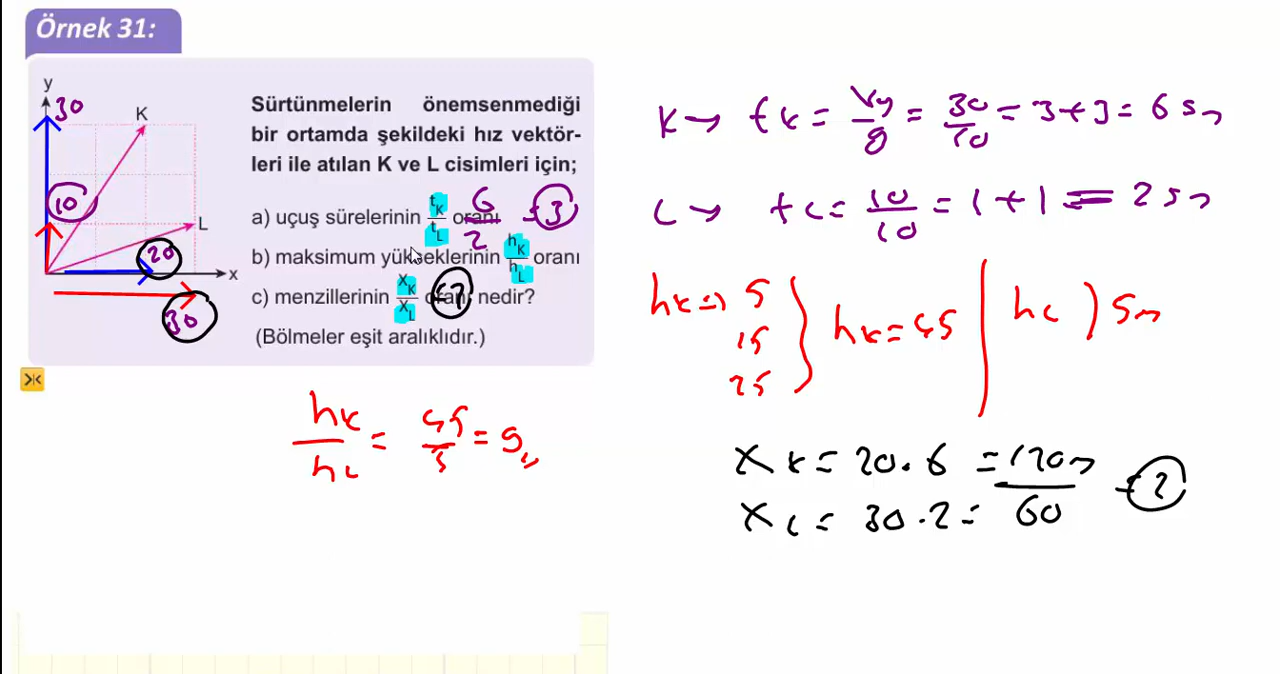 Örnek 31:
y
30
K
10
L
20
x
30
Sürtünmelerin önemsenmediği
bir ortamda şekildeki hız vektör-
leri ile atılan K ve L cisimleri için;
a) uçuş sürelerinin tK/tL oranı 6/2 = 3
b) maksimum yüksekliklerinin hK/hL oranı
c) menzillerinin xK/xL oranı nedir?
(Bölmeler eşit aralıklıdır.)
hK/hL = 45/5 = 9
K → tK = Vy/g = 30/10 = 3+3 = 6 sn
L → tL = 10/10 = 1+1 = 2 sn
hK → 5
15
25
hK = 45
hL ) 5m
XK = 20.6 = 120m
XL = 30.2 = 60
= 2